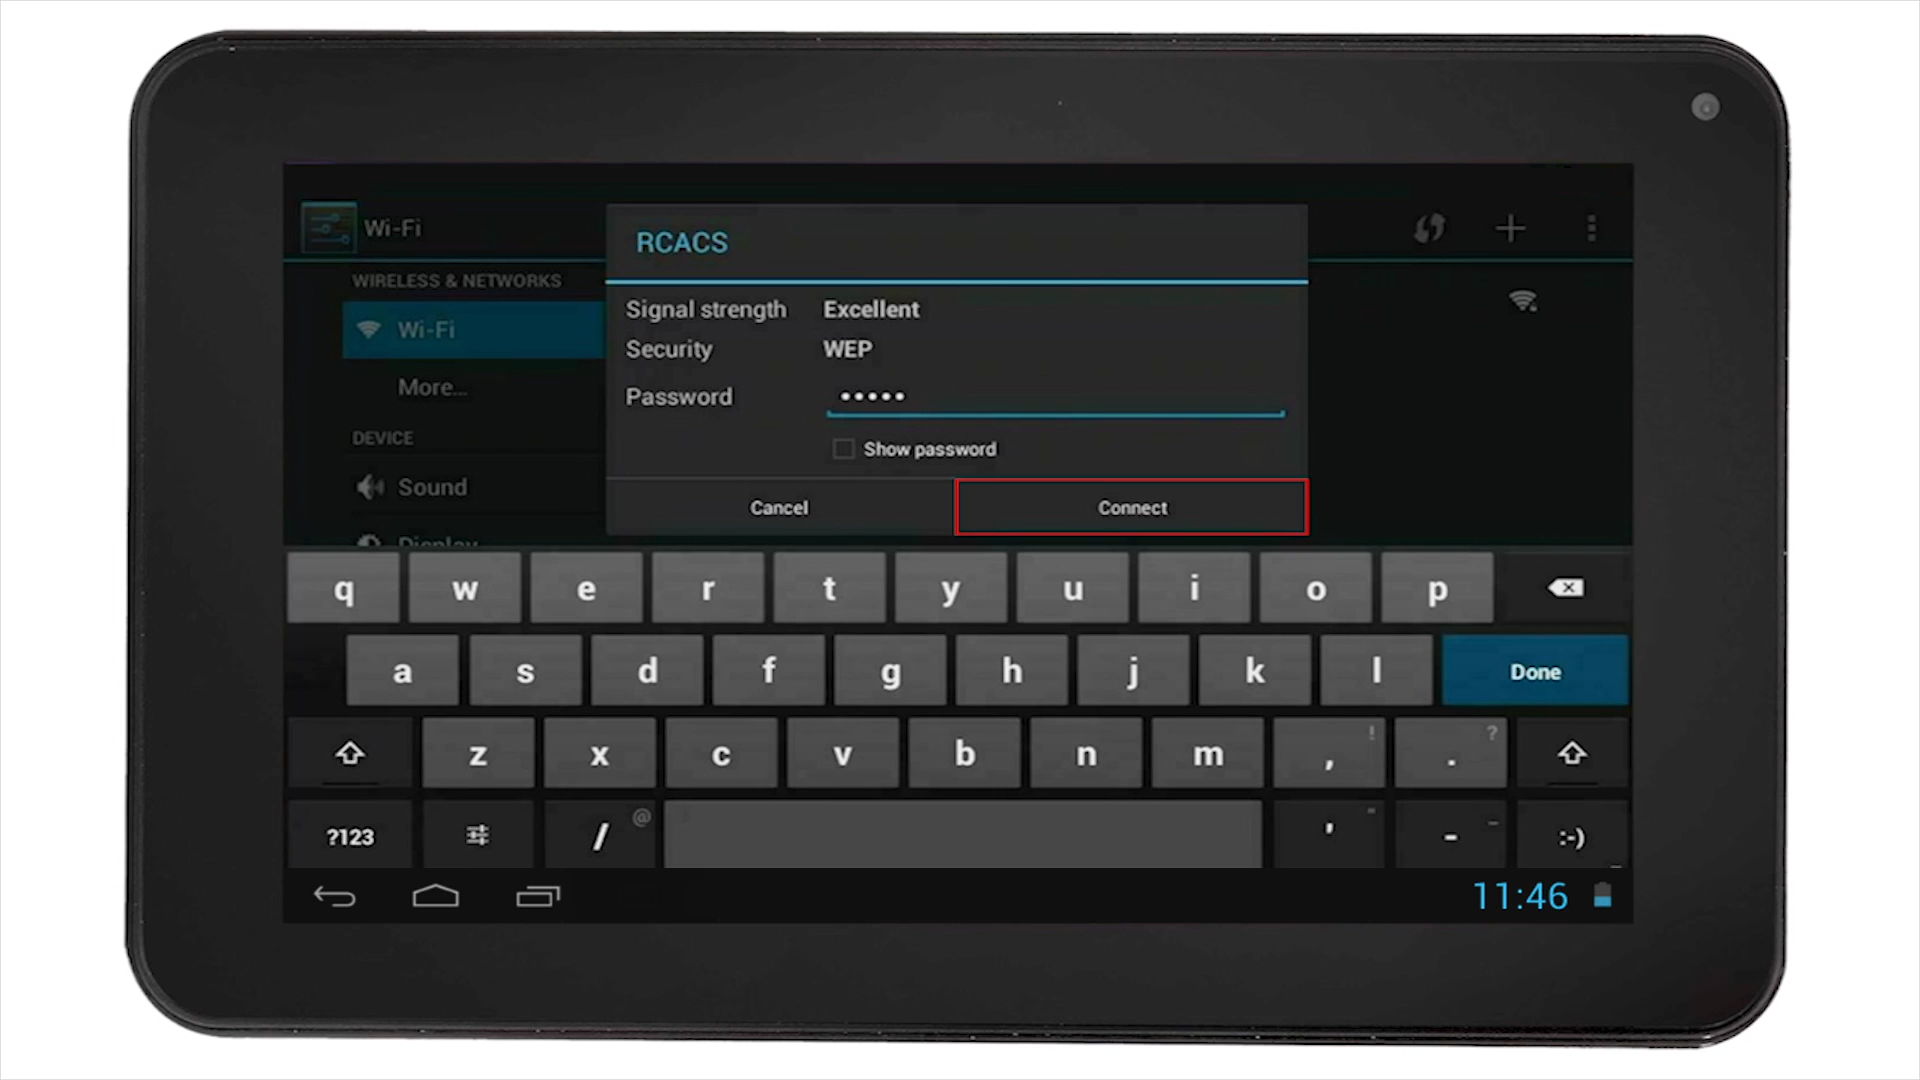 Wi-Fi
RCACS
WIRELESS & NETWORKS
Wi-Fi
More...
DEVICE
Sound
Display
Signal strength Excellent
Security WEP
Password •••••
Show password
Cancel Connect
q w e r t y u i o p
a s d f g h j k l Done
z x c v b n m , ! . ?
?123 / @ ' " - _ :-)
11:46